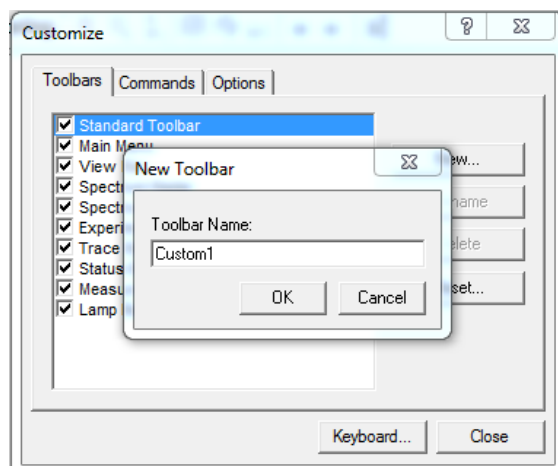 Customize
Toolbars
Commands
Options
Standard Toolbar
Main Menu
View
Spectr
Spectr
Experi
Trace
Status
Measu
Lamp
ew...
name
elete
set...
New Toolbar
Toolbar Name:
Custom1
OK
Cancel
Keyboard...
Close